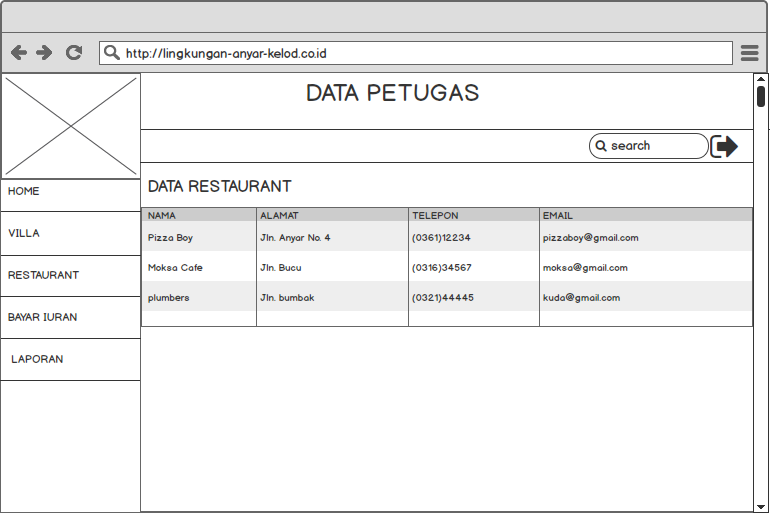 http://lingkungan-anyar-kelod.co.id
DATA PETUGAS
search
HOME
VILLA
RESTAURANT
BAYAR IURAN
LAPORAN
DATA RESTAURANT
NAMA ALAMAT TELEPON EMAIL
Pizza Boy Jln. Anyar No. 4 (0361)12234 pizzaboy@gmail.com
Moksa Cafe Jln. Bucu (0316)34567 moksa@gmail.com
plumbers Jln. bumbak (0321)44445 kuda@gmail.com